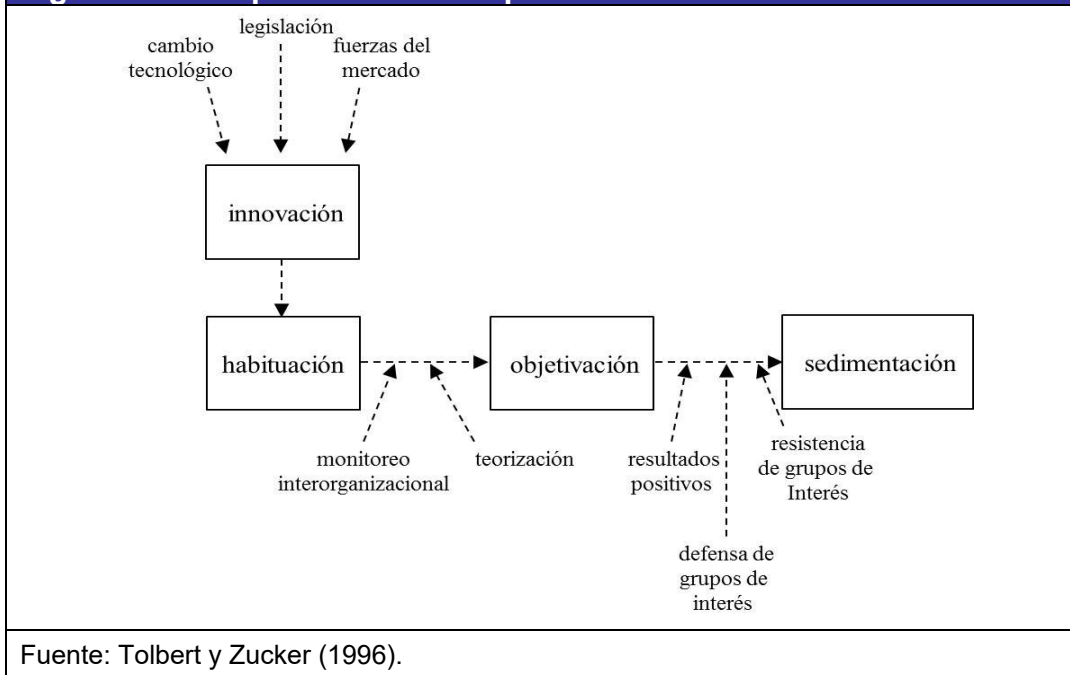 legislación
cambio
tecnológico
fuerzas del
mercado
innovación
habituación
objetivación
sedimentación
monitoreo
interorganizacional
teorización
resultados
positivos
resistencia
de grupos de
Interés
defensa de
grupos de
interés
Fuente: Tolbert y Zucker (1996).